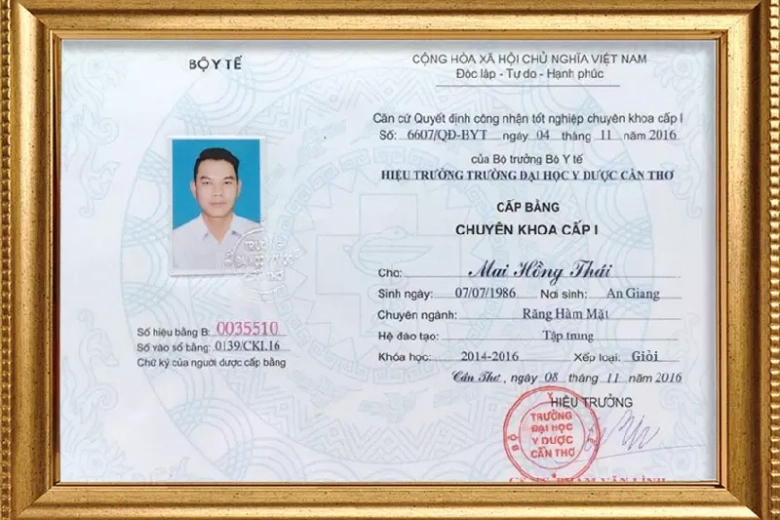 BỘ Y TẾ
CỘNG HÒA XÃ HỘI CHỦ NGHĨA VIỆT NAM
Độc lập - Tự do - Hạnh phúc
Căn cứ Quyết định công nhận tốt nghiệp chuyên khoa cấp I
Số: 6607/QĐ-BYT ngày 04 tháng 11 năm 2016
của Bộ trưởng Bộ Y tế
HIỆU TRƯỞNG TRƯỜNG ĐẠI HỌC Y DƯỢC CẦN THƠ
CẤP BẰNG
CHUYÊN KHOA CẤP I
Cho: Mai Hồng Thái
Sinh ngày: 07/07/1986 Nơi sinh: An Giang
Chuyên ngành: Răng Hàm Mặt
Hệ đào tạo: Tập trung
Khóa học: 2014-2016 Xếp loại: Giỏi
Cần Thơ, ngày 08 tháng 11 năm 2016
HIỆU TRƯỞNG
Số hiệu bằng B: 0035510
Số vào sổ bằng: 0139/CKI.16
Chữ ký của người được cấp bằng
TRƯỜNG
ĐẠI HỌC
Y DƯỢC
CẦN THƠ